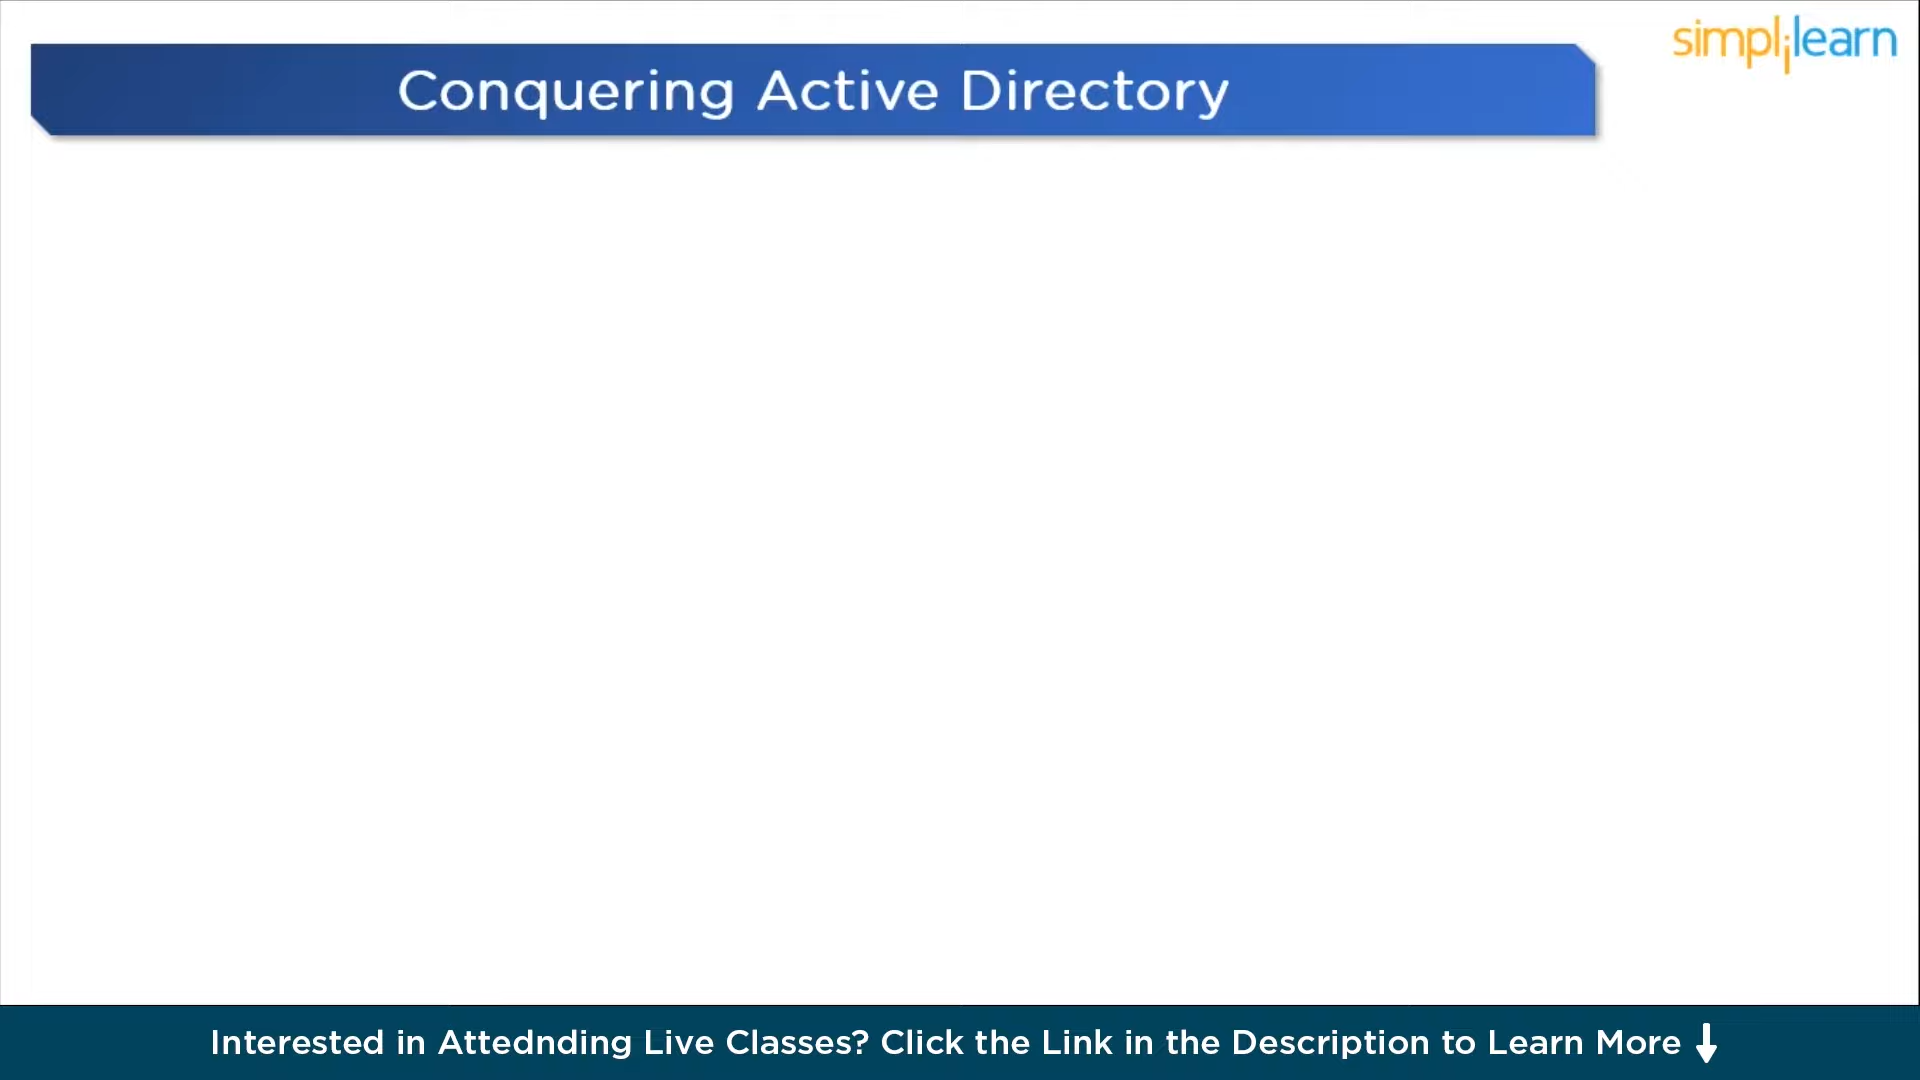 simplilearn
Conquering Active Directory
Interested in Attednding Live Classes? Click the Link in the Description to Learn More